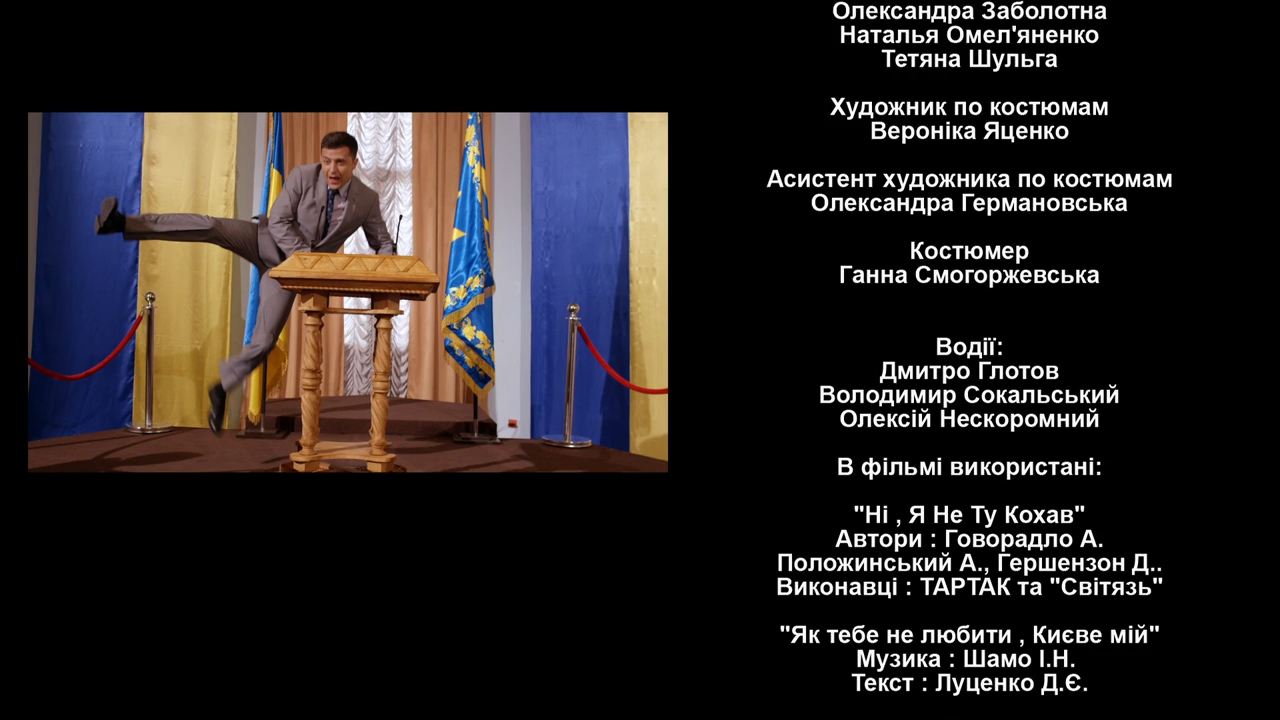 Олександра Заболотна
Наталья Омел'яненко
Тетяна Шульга
Художник по костюмам
Вероніка Яценко
Асистент художника по костюмам
Олександра Германовська
Костюмер
Ганна Смогоржевська
Водії:
Дмитро Глотов
Володимир Сокальський
Олексій Нескоромний
В фільмі використані:
"Ні , Я Не Ту Кохав"
Автори : Говорадло А.
Положинський А., Гершензон Д..
Виконавці : ТАРТАК та "Світязь"
"Як тебе не любити , Києве мій"
Музика : Шамо І.Н.
Текст : Луценко Д.Є.